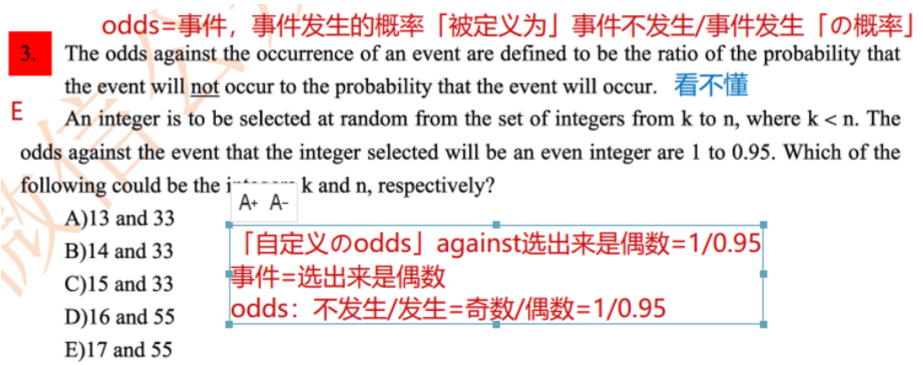 odds=事件，事件发生的概率「被定义为」事件不发生/事件发生「の概率」
3. The odds against the occurrence of an event are defined to be the ratio of the probability that
the event will not occur to the probability that the event will occur. 看不懂
E
An integer is to be selected at random from the set of integers from k to n, where k < n. The
odds against the event that the integer selected will be an even integer are 1 to 0.95. Which of the
following could be the k and n, respectively?
A+ A-
A)13 and 33
B)14 and 33
C)15 and 33
D)16 and 55
E)17 and 55
「自定义のodds」against选出来是偶数=1/0.95
事件=选出来是偶数
odds：不发生/发生=奇数/偶数=1/0.95